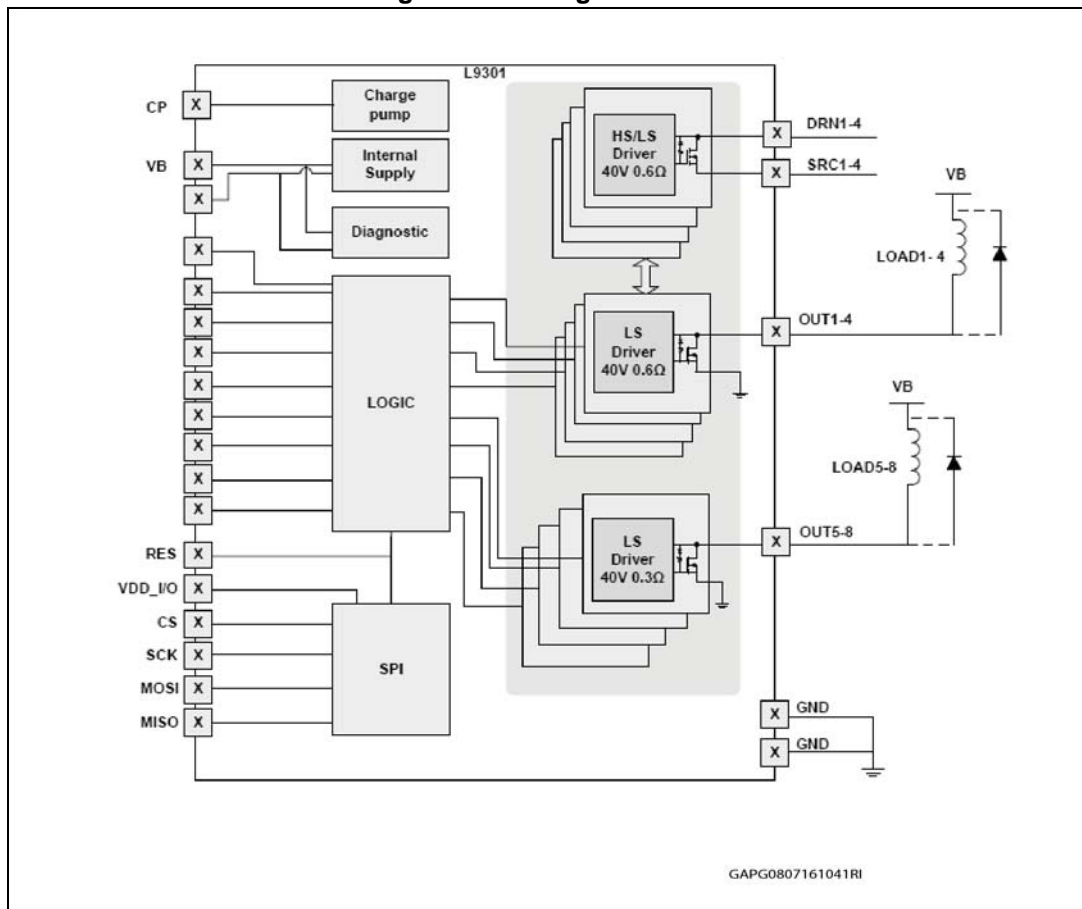 L9301
CP
X
Charge
pump
VB
X
Internal
Supply
X
Diagnostic
X
X
X
X
X
X
X
X
X
LOGIC
RES
X
VDD_I/O
X
CS
X
SCK
X
MOSI
X
MISO
X
SPI
HS/LS
Driver
40V 0.6Ω
X
DRN1-4
X
SRC1-4
LS
Driver
40V 0.6Ω
X
OUT1-4
VB
LOAD1- 4
LS
Driver
40V 0.3Ω
X
OUT5-8
VB
LOAD5-8
X
GND
X
GND
GAPG0807161041RI